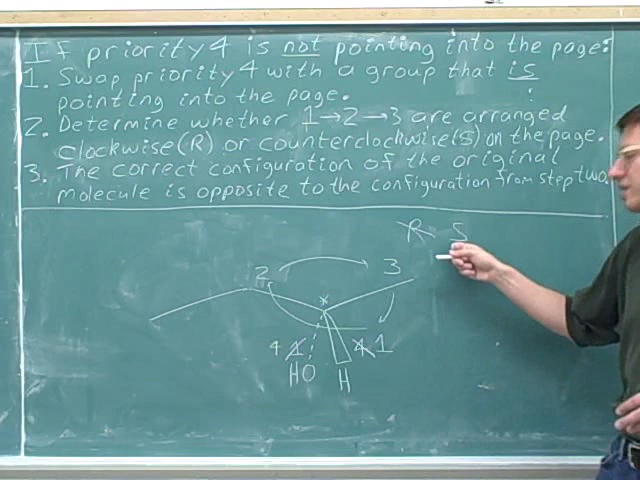 If priority 4 is not pointing into the page:
1. Swap priority 4 with a group that is
pointing into the page.
2. Determine whether 1→2→3 are arranged
clockwise (R) or counterclockwise (S) on the page.
3. The correct configuration of the original
molecule is opposite to the configuration from step two.
R S
2 3
*
4 1 4 1
HO H